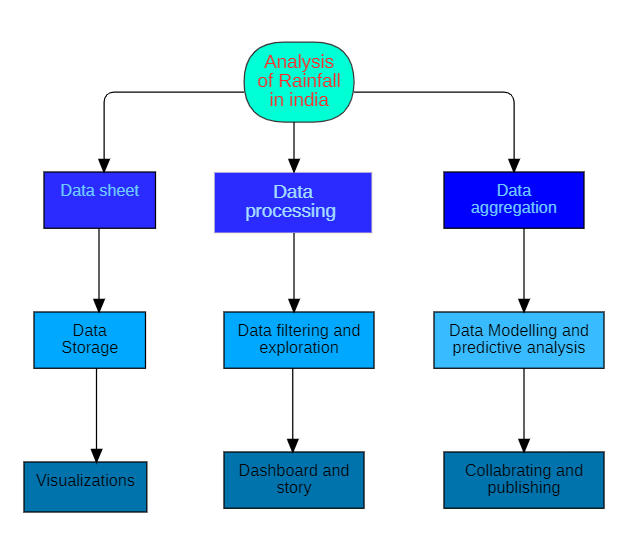 Analysis
of Rainfall
in india
Data sheet
Data
processing
Data
aggregation
Data
Storage
Data filtering and
exploration
Data Modelling and
predictive analysis
Visualizations
Dashboard and
story
Collabrating and
publishing